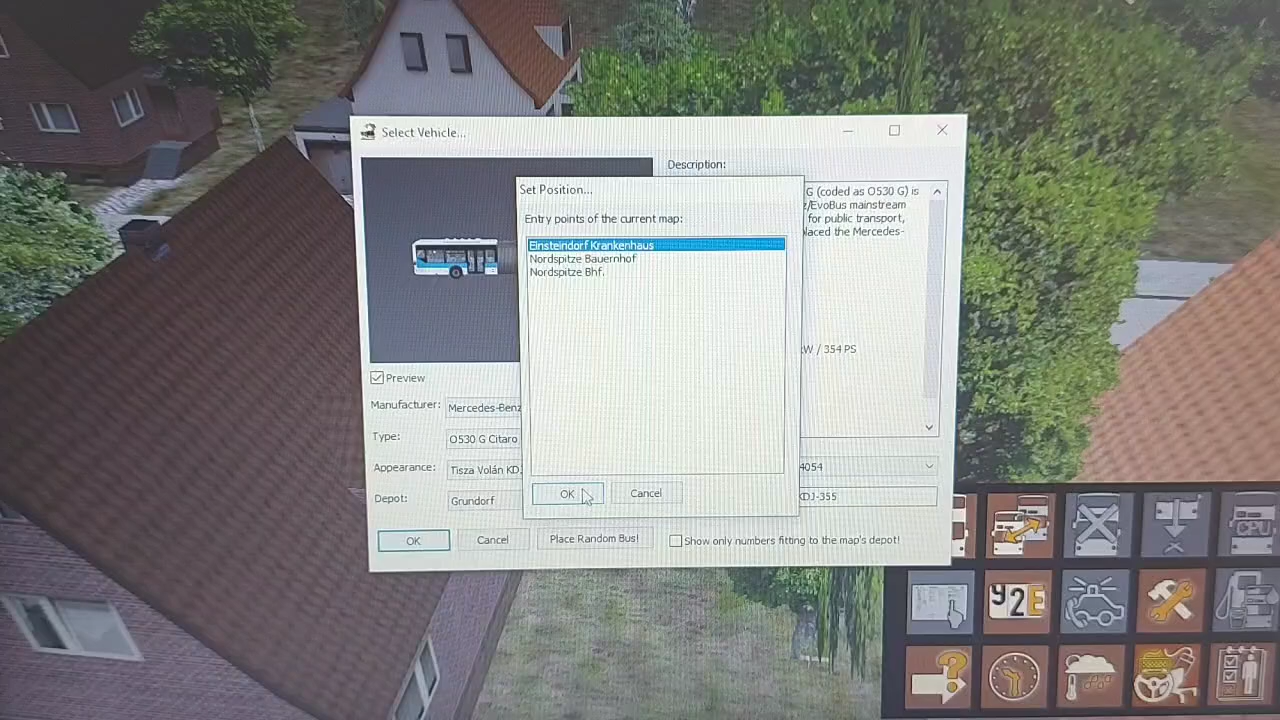 Select Vehicle...
Description:
G (coded as O530 G) is
/EvoBus mainstream
for public transport,
laced the Mercedes-
/ 354 PS
Set Position...
Entry points of the current map:
Einsteindorf Krankenhaus
Nordspitze Bauernhof
Nordspitze Bhf.
OK
Cancel
Preview
Manufacturer:
Mercedes-Benz
Type:
O530 G Citaro
Appearance:
Tisza Volán KDJ
4054
Depot:
Grundorf
KDJ-355
OK
Cancel
Place Random Bus!
Show only numbers fitting to the map's depot!
CPU
92E
?